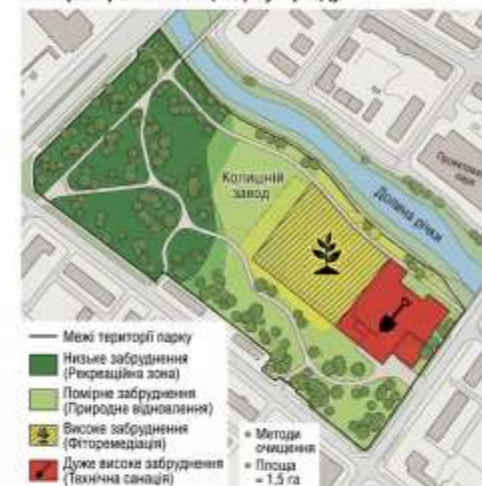 Колишній
завод
Долина річки
Межі території парку
Низьке забруднення
(Рекреаційна зона)
Помірне забруднення
(Природне відновлення)
Високе забруднення
(Фіторемедіація)
Дуже високе забруднення
(Технічна санація)
• Методи
очищення
• Площа
= 1.5 га